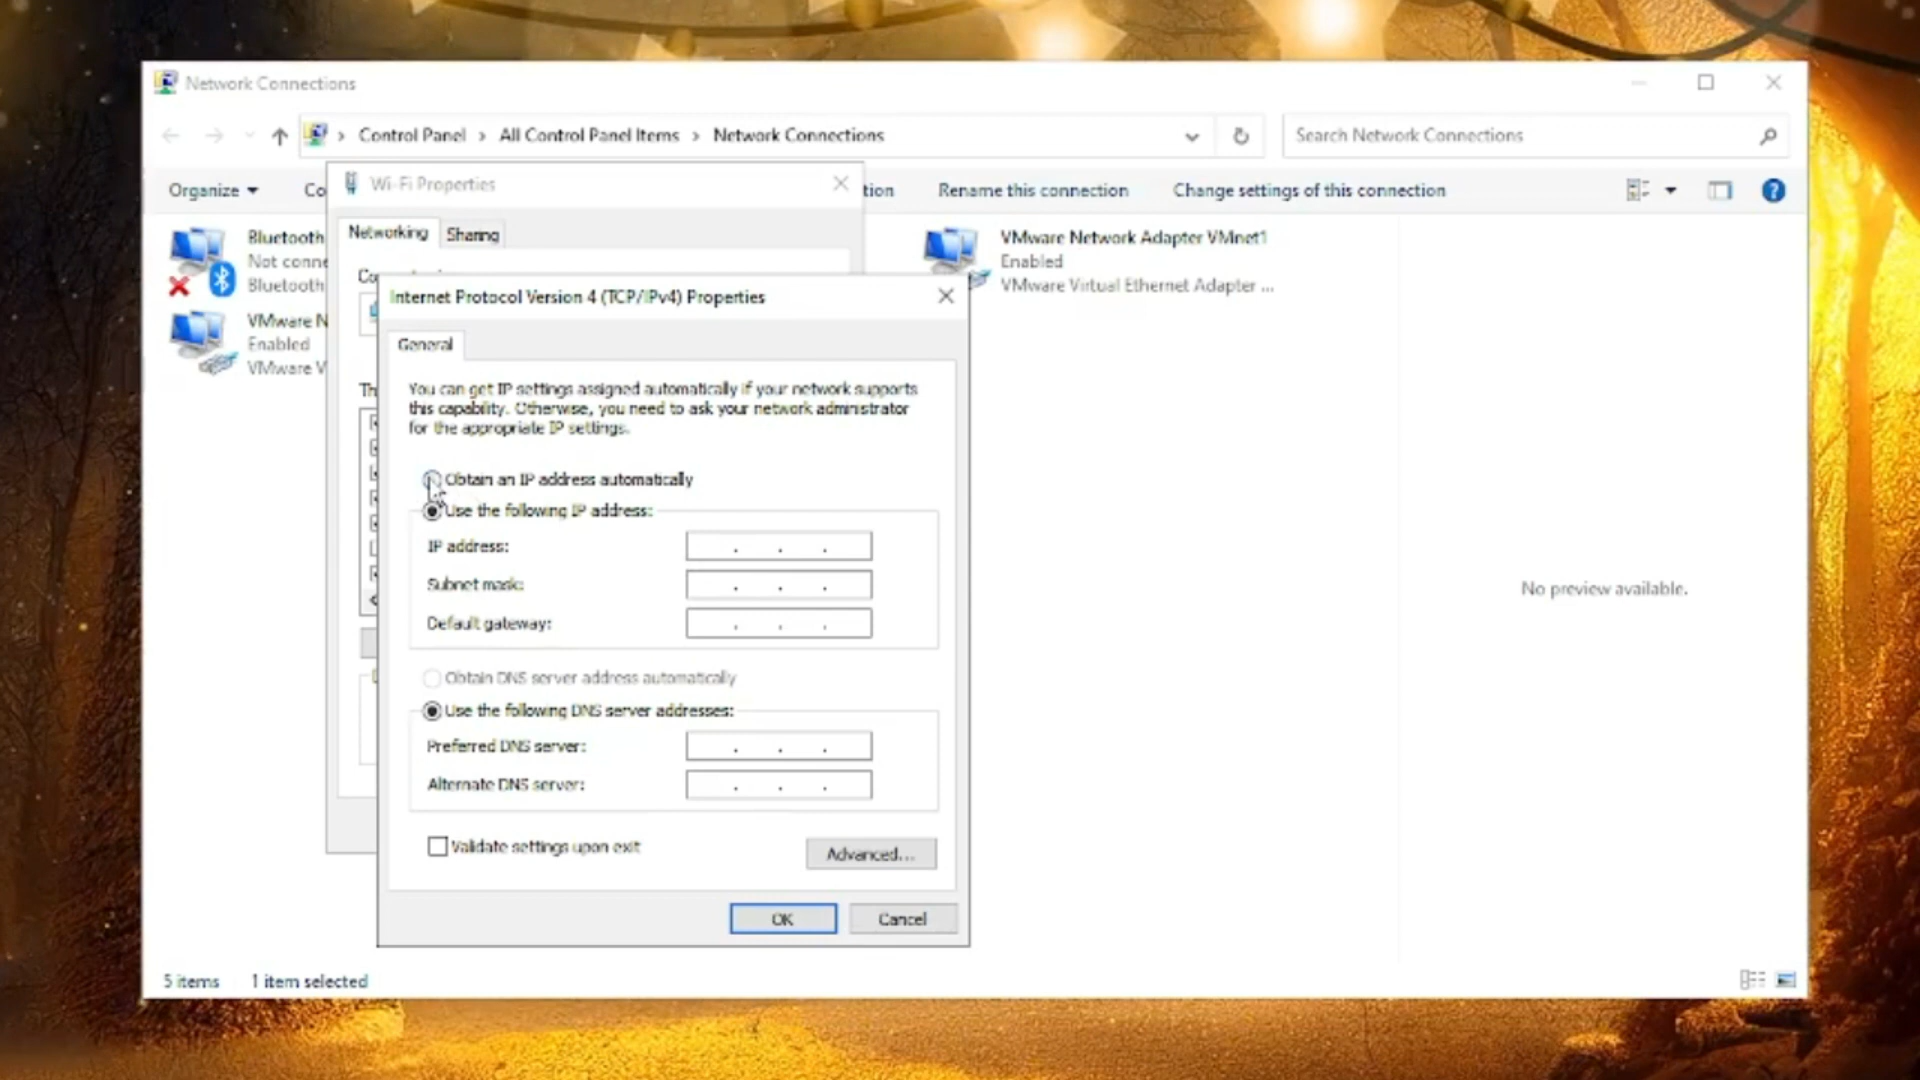 Network Connections
Control Panel › All Control Panel Items › Network Connections
Search Network Connections
Organize
Rename this connection
Change settings of this connection
Wi-Fi Properties
Networking
Sharing
Bluetooth
Not conne
Bluetooth
VMware N
Enabled
VMware V
VMware Network Adapter VMnet1
Enabled
VMware Virtual Ethernet Adapter ...
Internet Protocol Version 4 (TCP/IPv4) Properties
General
You can get IP settings assigned automatically if your network supports
this capability. Otherwise, you need to ask your network administrator
for the appropriate IP settings.
Obtain an IP address automatically
Use the following IP address:
IP address:
Subnet mask:
Default gateway:
Obtain DNS server address automatically
Use the following DNS server addresses:
Preferred DNS server:
Alternate DNS server:
Validate settings upon exit
Advanced...
OK
Cancel
No preview available.
5 items
1 item selected